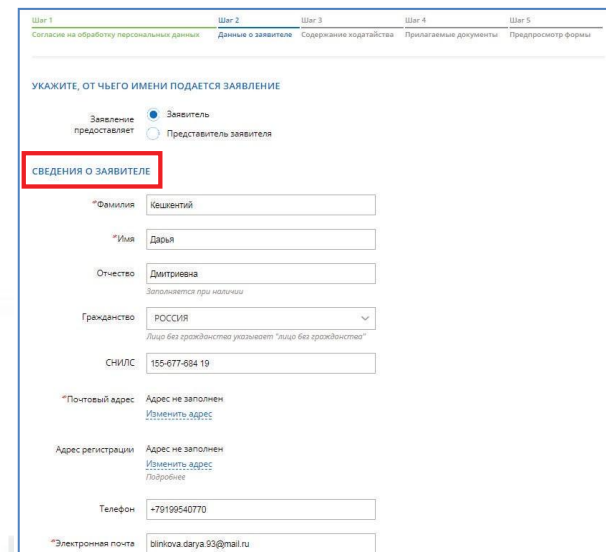 Шаг 1 Шаг 2 Шаг 3 Шаг 4 Шаг 5
Согласие на обработку персональных данных Данные о заявителе Содержание ходатайства Прилагаемые документы Предпросмотр формы
УКАЖИТЕ, ОТ ЧЬЕГО ИМЕНИ ПОДАЕТСЯ ЗАЯВЛЕНИЕ
Заявление предоставляет
Заявитель
Представитель заявителя
СВЕДЕНИЯ О ЗАЯВИТЕЛЕ
*Фамилия Кешкентий
*Имя Дарья
Отчество Дмитриевна
Заполняется при наличии
Гражданство РОССИЯ
Лицо без гражданства указывает "лицо без гражданства"
СНИЛС 155-677-684 19
*Почтовый адрес Адрес не заполнен
Изменить адрес
Адрес регистрации Адрес не заполнен
Изменить адрес
Подробнее
Телефон +79199540770
*Электронная почта blinkova.darya.93@mail.ru